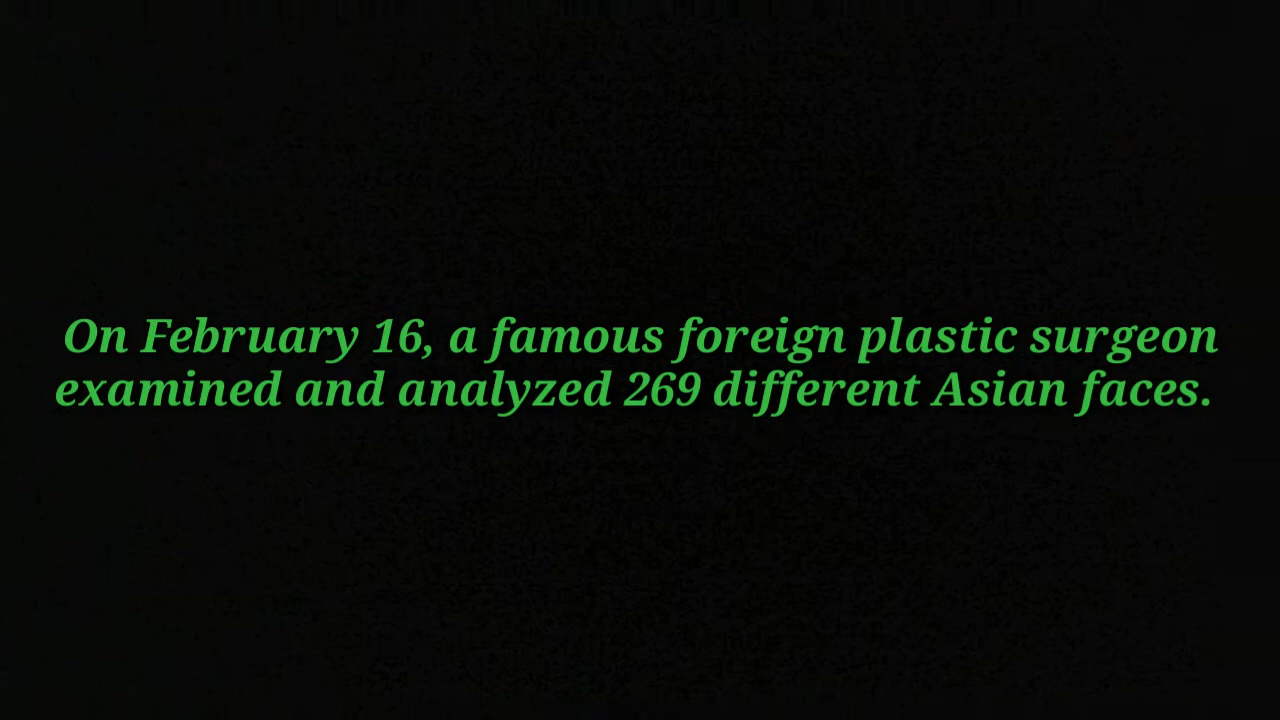 On February 16, a famous foreign plastic surgeon
examined and analyzed 269 different Asian faces.